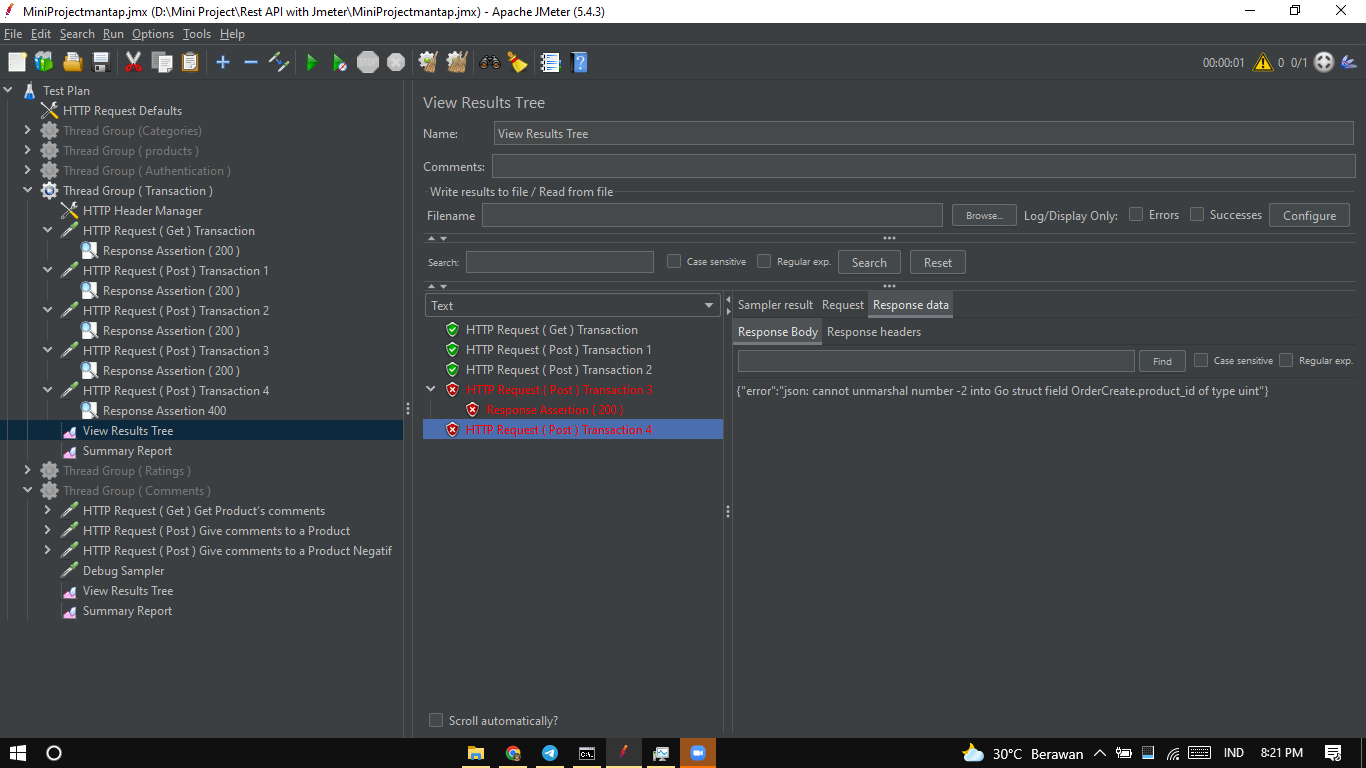 MiniProjectmantap.jmx (D:\Mini Project\Rest API with Jmeter\MiniProjectmantap.jmx) - Apache JMeter (5.4.3)
File Edit Search Run Options Tools Help
STOP 00:00:01 0 0/1
Test Plan
HTTP Request Defaults
Thread Group (Categories)
Thread Group ( products )
Thread Group ( Authentication )
Thread Group ( Transaction )
HTTP Header Manager
HTTP Request ( Get ) Transaction
Response Assertion ( 200 )
HTTP Request ( Post ) Transaction 1
Response Assertion ( 200 )
HTTP Request ( Post ) Transaction 2
Response Assertion ( 200 )
HTTP Request ( Post ) Transaction 3
Response Assertion ( 200 )
HTTP Request ( Post ) Transaction 4
Response Assertion 400
View Results Tree
Summary Report
Thread Group ( Ratings )
Thread Group ( Comments )
HTTP Request ( Get ) Get Product's comments
HTTP Request ( Post ) Give comments to a Product
HTTP Request ( Post ) Give comments to a Product Negatif
Debug Sampler
View Results Tree
Summary Report
View Results Tree
Name: View Results Tree
Comments:
Write results to file / Read from file
Filename Browse... Log/Display Only: Errors Successes Configure
Search: Case sensitive Regular exp. Search Reset
Text
HTTP Request ( Get ) Transaction
HTTP Request ( Post ) Transaction 1
HTTP Request ( Post ) Transaction 2
HTTP Request ( Post ) Transaction 3
Response Assertion ( 200 )
HTTP Request ( Post ) Transaction 4
Scroll automatically?
Sampler result Request Response data
Response Body Response headers
Find Case sensitive Regular exp.
{"error":"json: cannot unmarshal number -2 into Go struct field OrderCreate.product_id of type uint"}
30°C Berawan IND 8:21 PM